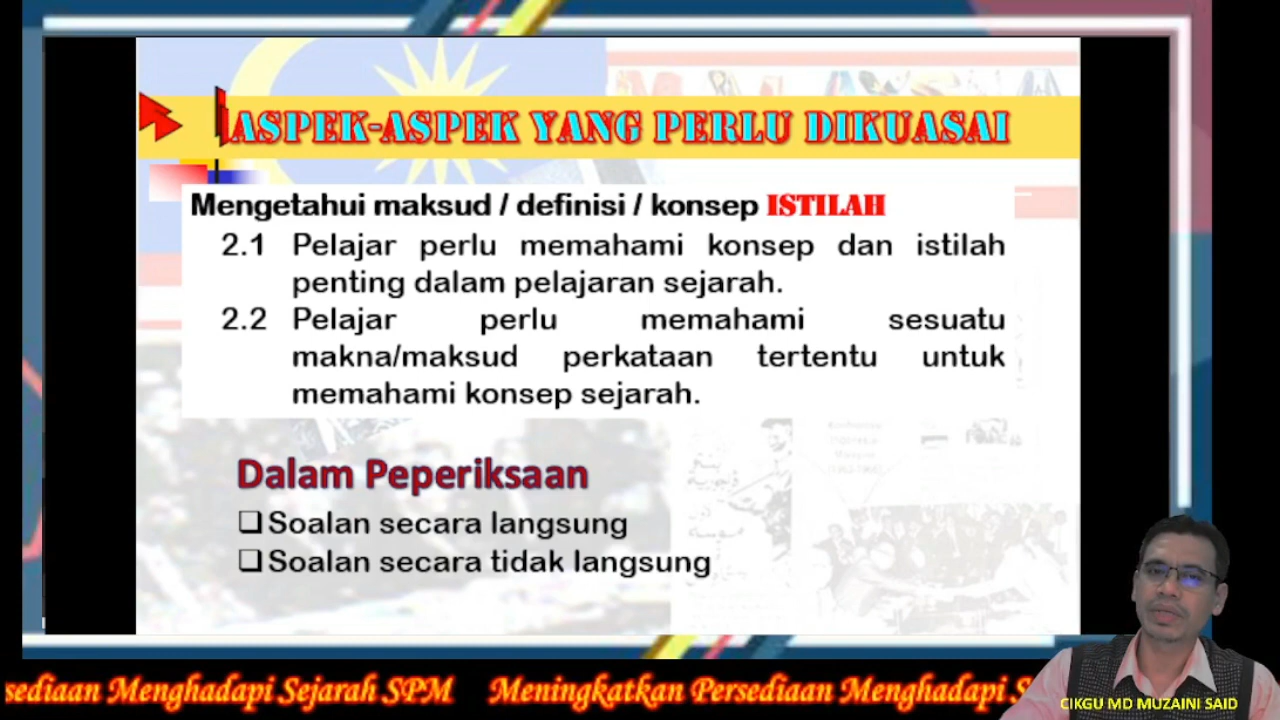 ASPEK-ASPEK YANG PERLU DIKUASAI
Mengetahui maksud / definisi / konsep ISTILAH
2.1 Pelajar perlu memahami konsep dan istilah
penting dalam pelajaran sejarah.
2.2 Pelajar perlu memahami sesuatu
makna/maksud perkataan tertentu untuk
memahami konsep sejarah.
Dalam Peperiksaan
❑Soalan secara langsung
❑Soalan secara tidak langsung
sediaan Menghadapi Sejarah SPM Meningkatkan Persediaan Menghadapi S
CIKGU MD MUZAINI SAID